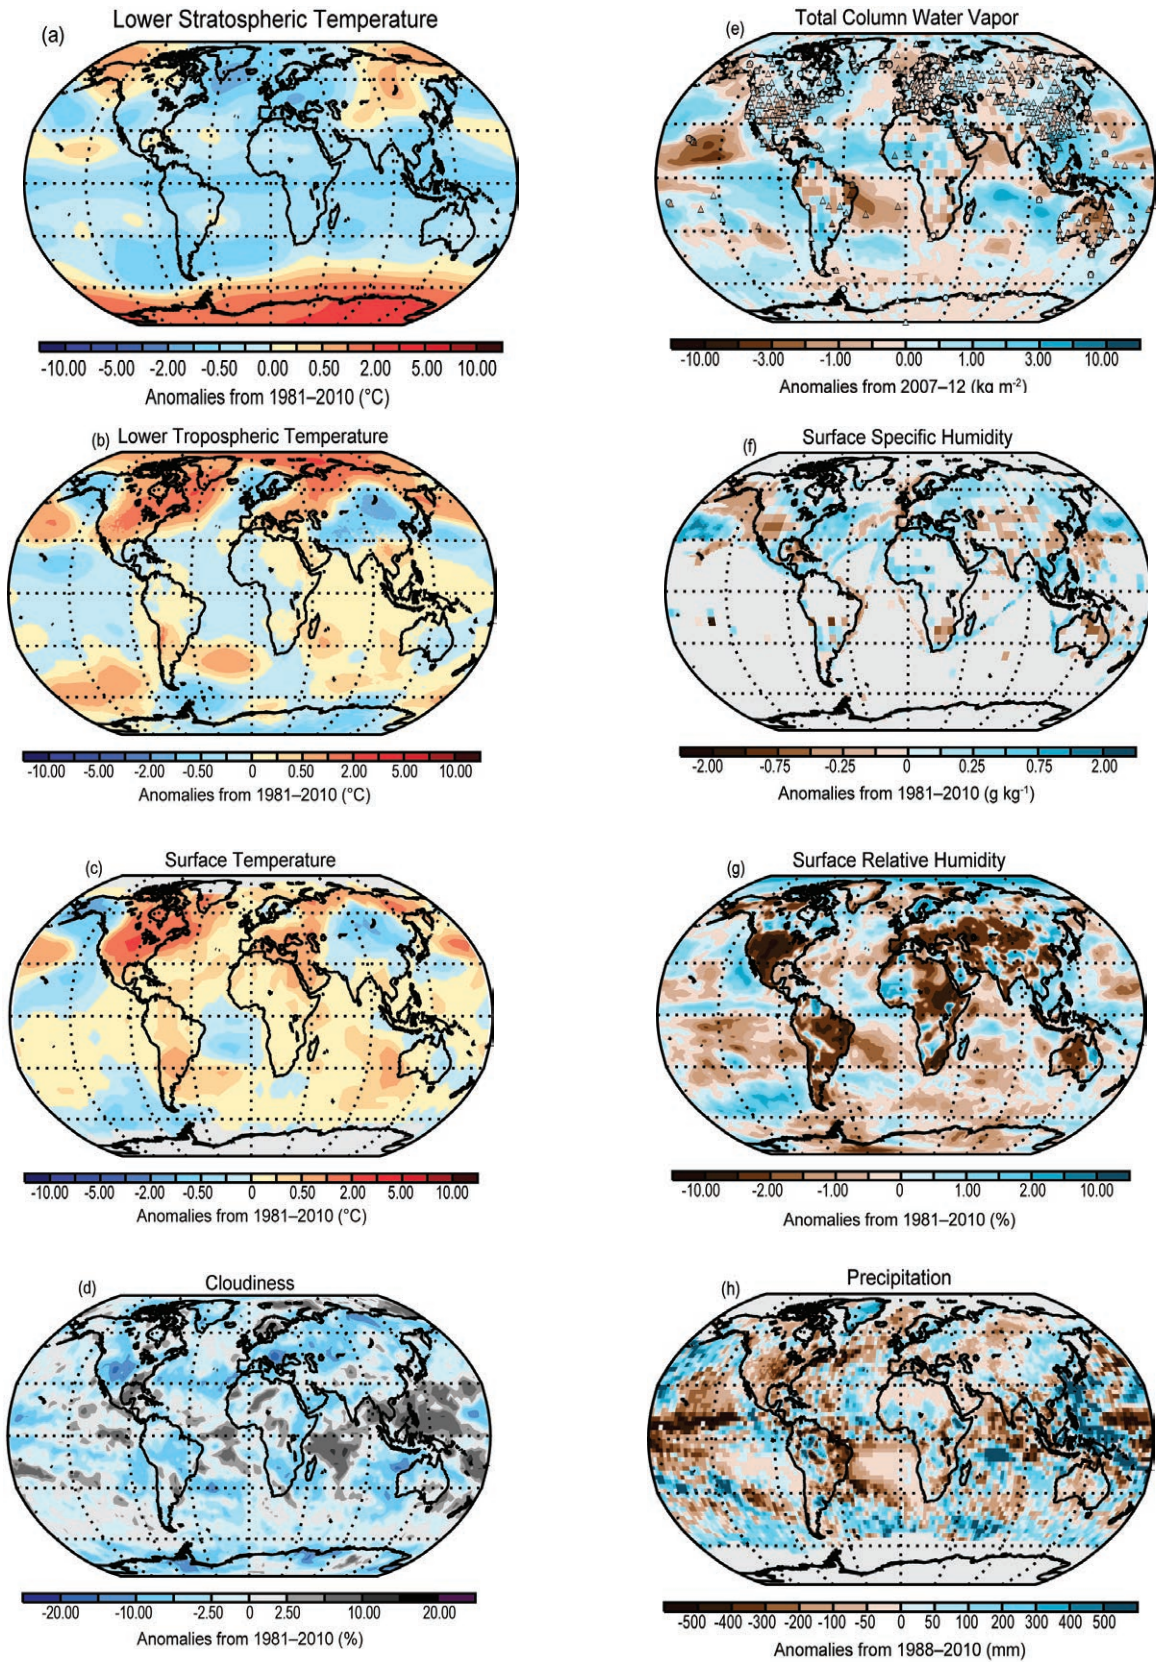 (a) Lower Stratospheric Temperature
-10.00 -5.00 -2.00 -0.50 0.00 0.50 2.00 5.00 10.00
Anomalies from 1981–2010 (°C)
(b) Lower Tropospheric Temperature
-10.00 -5.00 -2.00 -0.50 0 0.50 2.00 5.00 10.00
Anomalies from 1981–2010 (°C)
(c) Surface Temperature
-10.00 -5.00 -2.00 -0.50 0 0.50 2.00 5.00 10.00
Anomalies from 1981–2010 (°C)
(d) Cloudiness
-20.00 -10.00 -2.50 0 2.50 10.00 20.00
Anomalies from 1981–2010 (%)
(e) Total Column Water Vapor
-10.00 -3.00 -1.00 0.00 1.00 3.00 10.00
Anomalies from 2007–12 (kg m-2)
(f) Surface Specific Humidity
-2.00 -0.75 -0.25 0 0.25 0.75 2.00
Anomalies from 1981–2010 (g kg-1)
(g) Surface Relative Humidity
-10.00 -2.00 -1.00 0 1.00 2.00 10.00
Anomalies from 1981–2010 (%)
(h) Precipitation
-500 -400 -300 -200 -100 -50 0 50 100 200 300 400 500
Anomalies from 1988–2010 (mm)